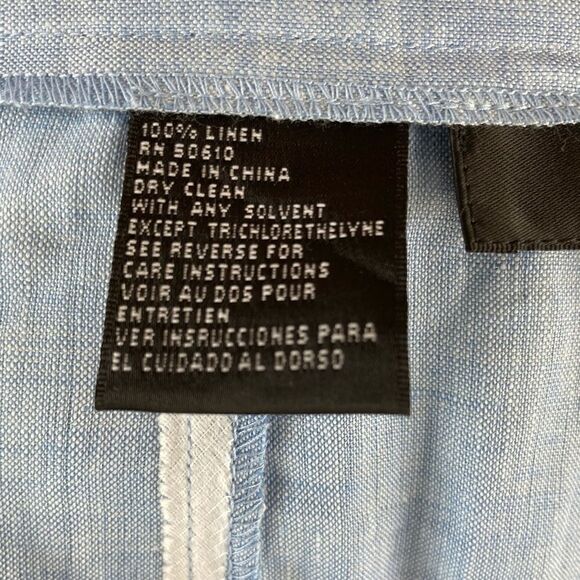 100% LINEN
RN 50610
MADE IN CHINA
DRY CLEAN
WITH ANY SOLVENT
EXCEPT TRICHLORETHELYNE
SEE REVERSE FOR
CARE INSTRUCTIONS
VOIR AU DOS POUR
ENTRETIEN
VER INSRUCCIONES PARA
EL CUIDADO AL DORSO